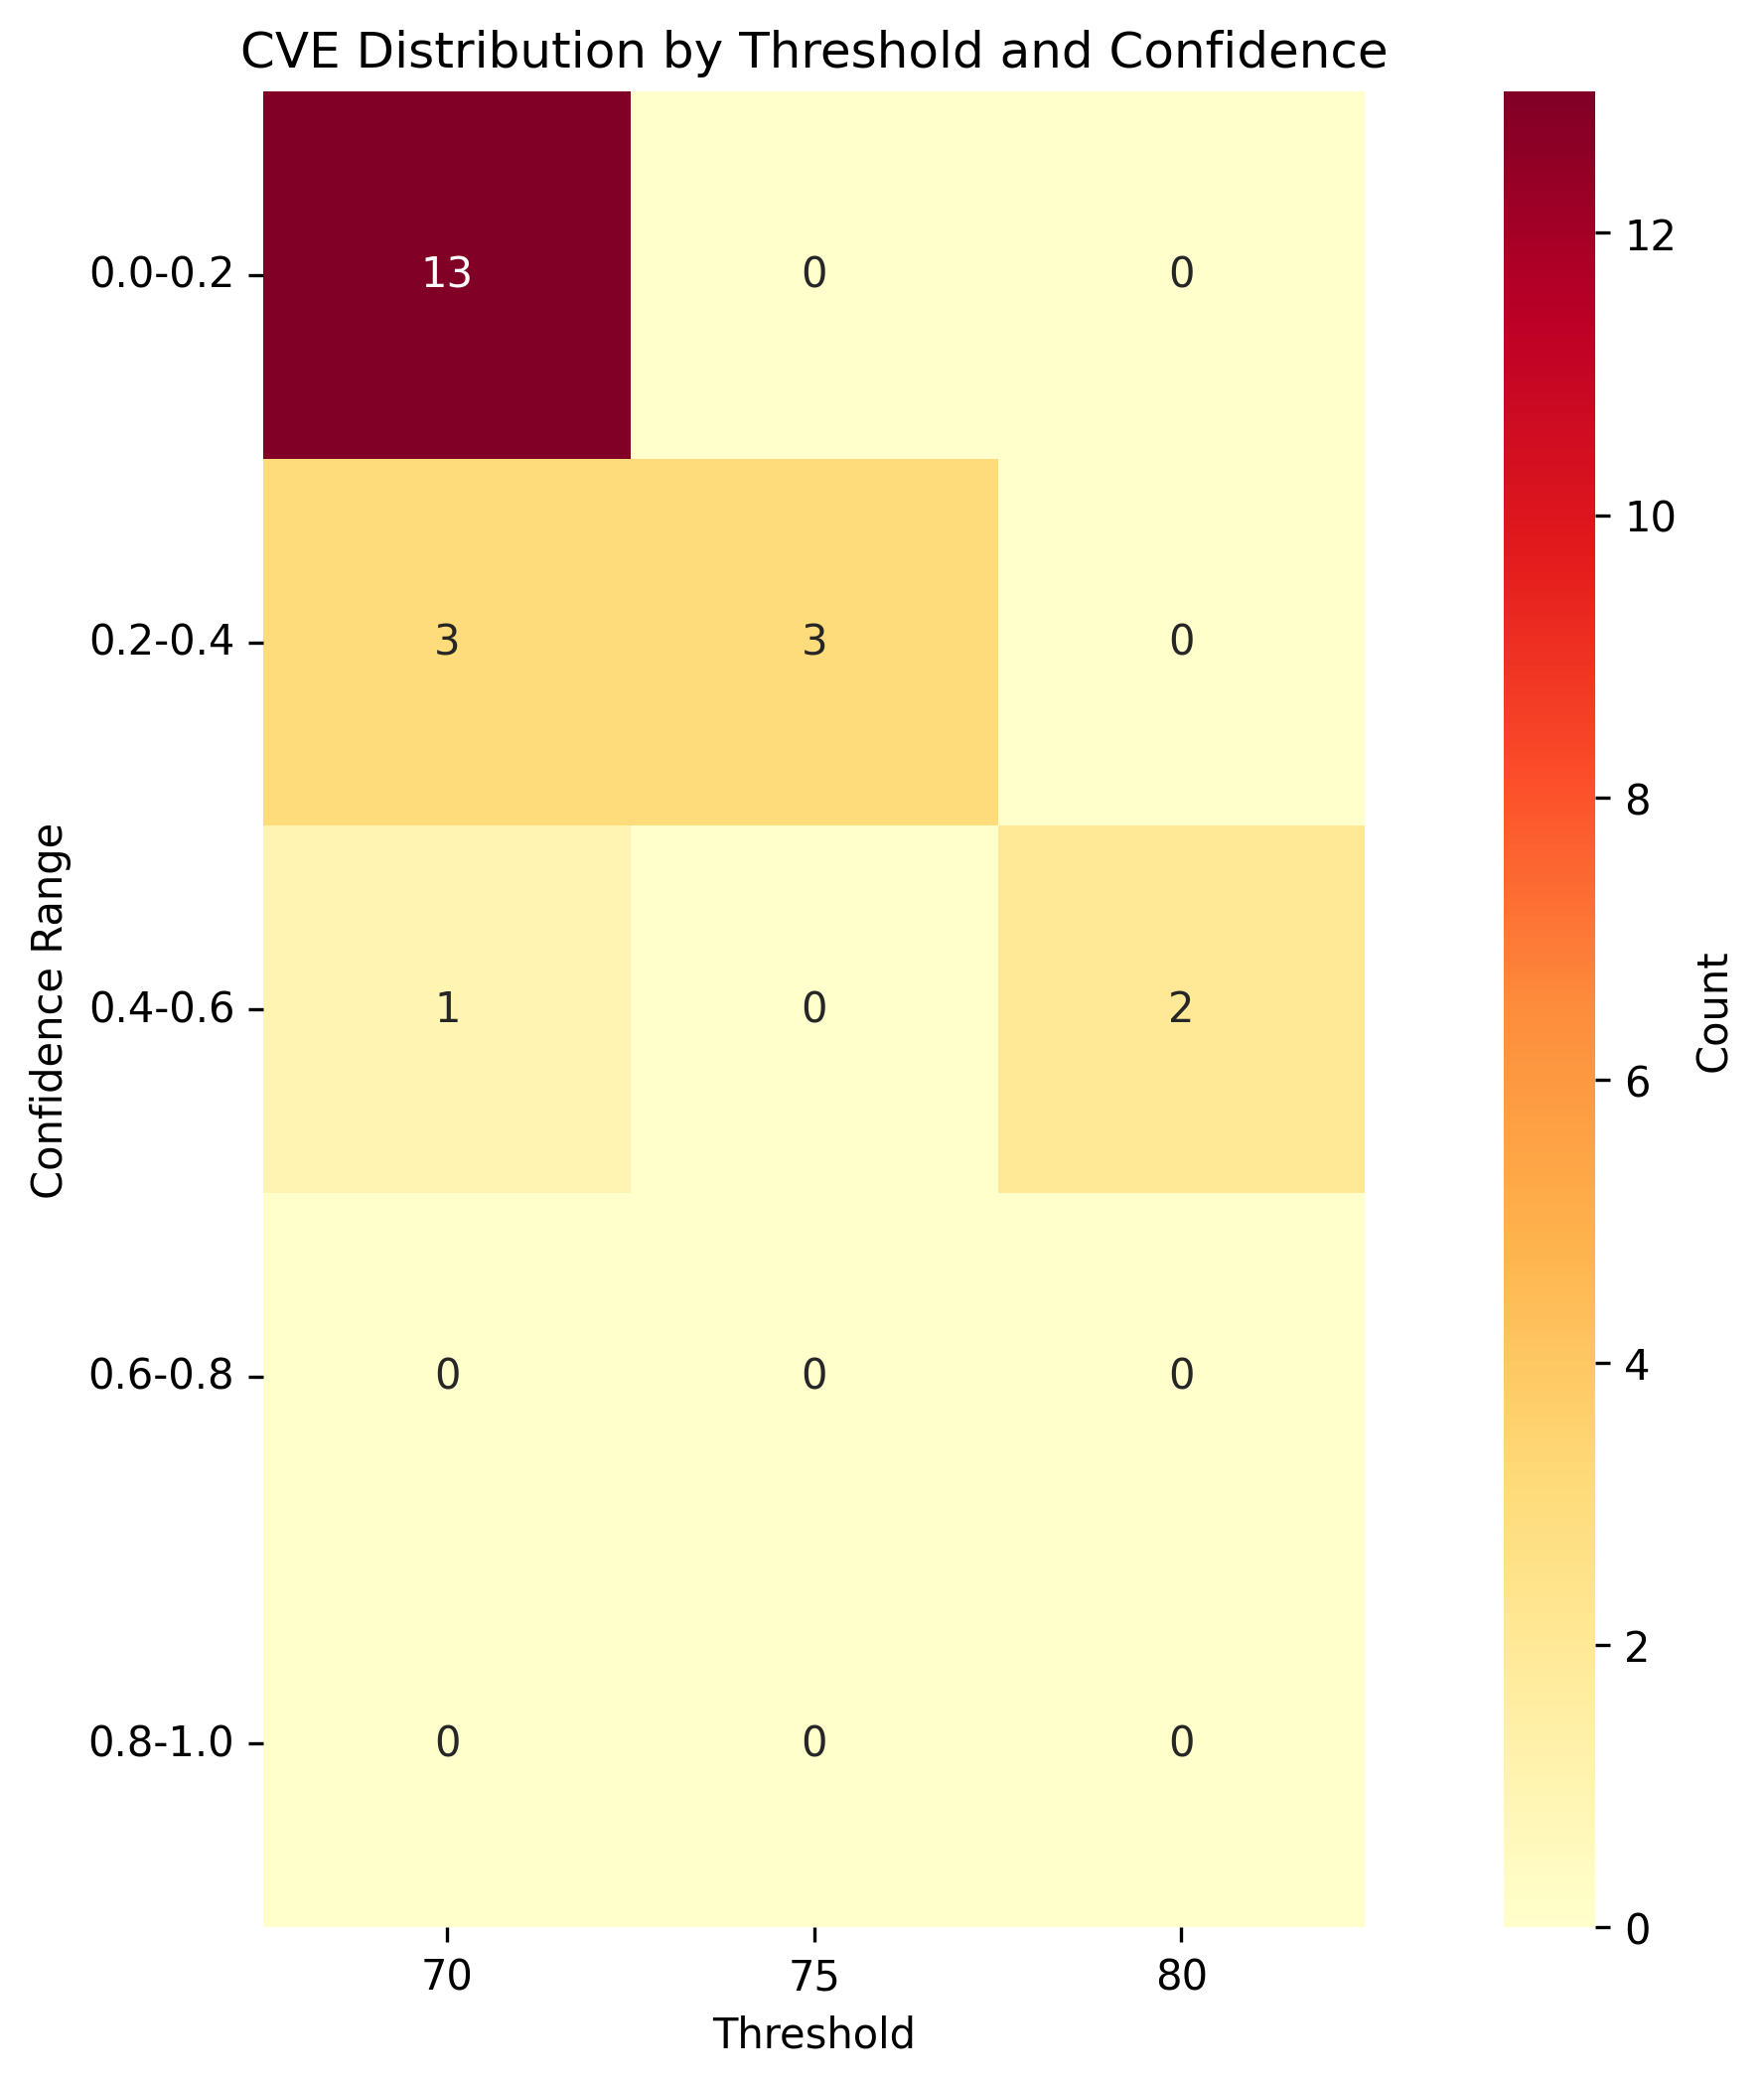 CVE Distribution by Threshold and Confidence
0.0-0.2 13 0 0
0.2-0.4 3 3 0
0.4-0.6 1 0 2
0.6-0.8 0 0 0
0.8-1.0 0 0 0
70 75 80
Threshold
Confidence Range
12
10
8
6
4
2
0
Count